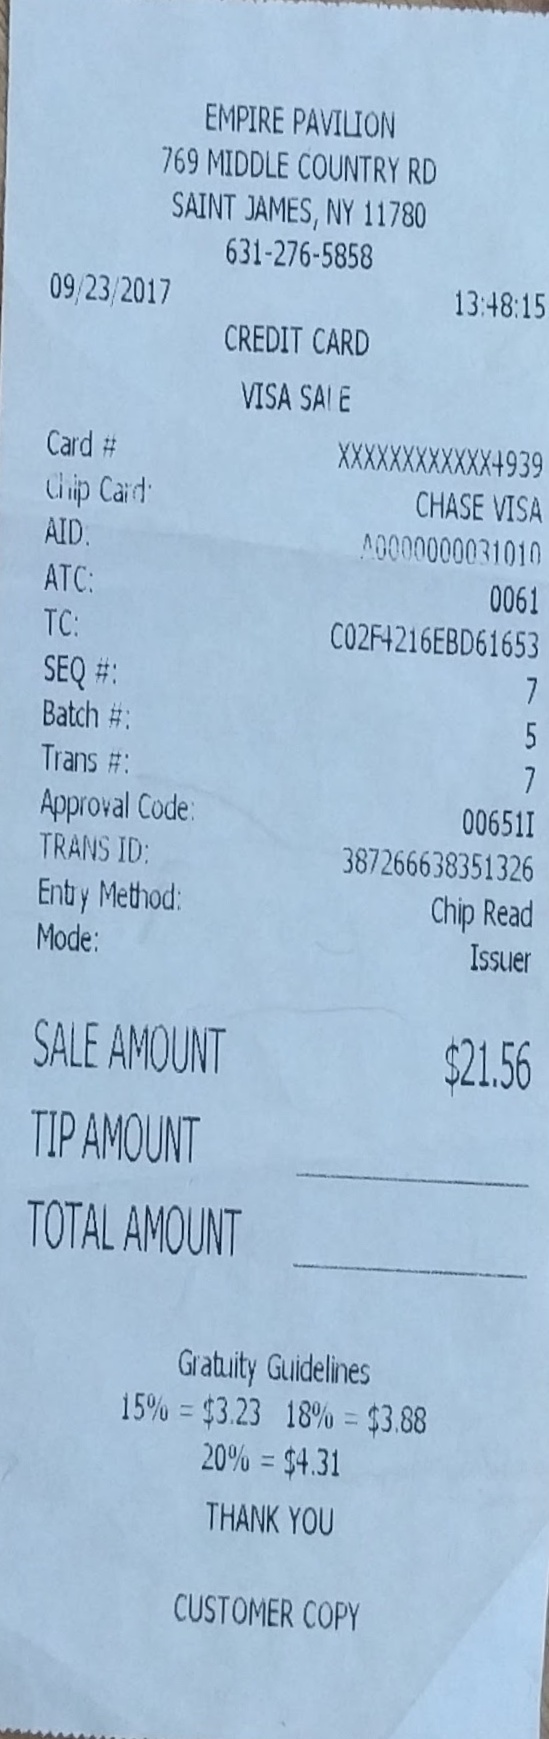 EMPIRE PAVILION
769 MIDDLE COUNTRY RD
SAINT JAMES, NY 11780
631-276-5858
09/23/2017 13:48:15
CREDIT CARD
VISA SALE
Card # XXXXXXXXXXXX4939
Chip Card: CHASE VISA
AID: A0000000031010
ATC: 0061
TC: C02F4216EBD61653
SEQ #: 7
Batch #: 5
Trans #: 7
Approval Code: 00651I
TRANS ID: 387266638351326
Entry Method: Chip Read
Mode: Issuer
SALE AMOUNT $21.56
TIP AMOUNT
TOTAL AMOUNT
Gratuity Guidelines
15% = $3.23 18% = $3.88
20% = $4.31
THANK YOU
CUSTOMER COPY